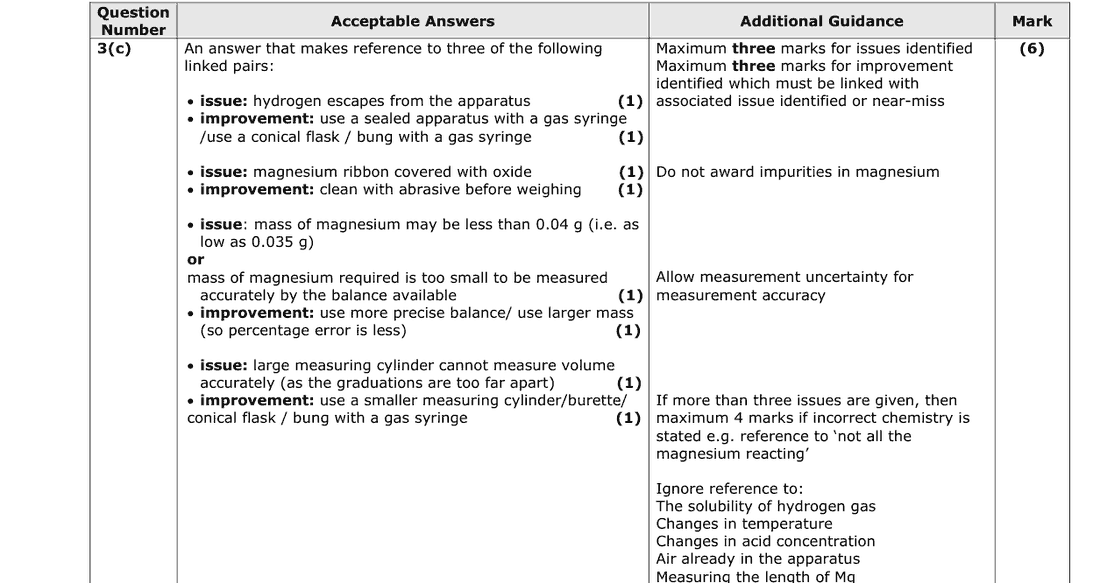 Question Number
Acceptable Answers
Additional Guidance
Mark
3(c)
An answer that makes reference to three of the following
linked pairs:
• issue: hydrogen escapes from the apparatus (1)
• improvement: use a sealed apparatus with a gas syringe
/use a conical flask / bung with a gas syringe (1)
• issue: magnesium ribbon covered with oxide (1)
• improvement: clean with abrasive before weighing (1)
• issue: mass of magnesium may be less than 0.04 g (i.e. as
low as 0.035 g)
or
mass of magnesium required is too small to be measured
accurately by the balance available (1)
• improvement: use more precise balance/ use larger mass
(so percentage error is less) (1)
• issue: large measuring cylinder cannot measure volume
accurately (as the graduations are too far apart) (1)
• improvement: use a smaller measuring cylinder/burette/
conical flask / bung with a gas syringe (1)
Maximum three marks for issues identified
Maximum three marks for improvement
identified which must be linked with
associated issue identified or near-miss
Do not award impurities in magnesium
Allow measurement uncertainty for
measurement accuracy
If more than three issues are given, then
maximum 4 marks if incorrect chemistry is
stated e.g. reference to ‘not all the
magnesium reacting’
Ignore reference to:
The solubility of hydrogen gas
Changes in temperature
Changes in acid concentration
Air already in the apparatus
Measuring the length of Mg
(6)